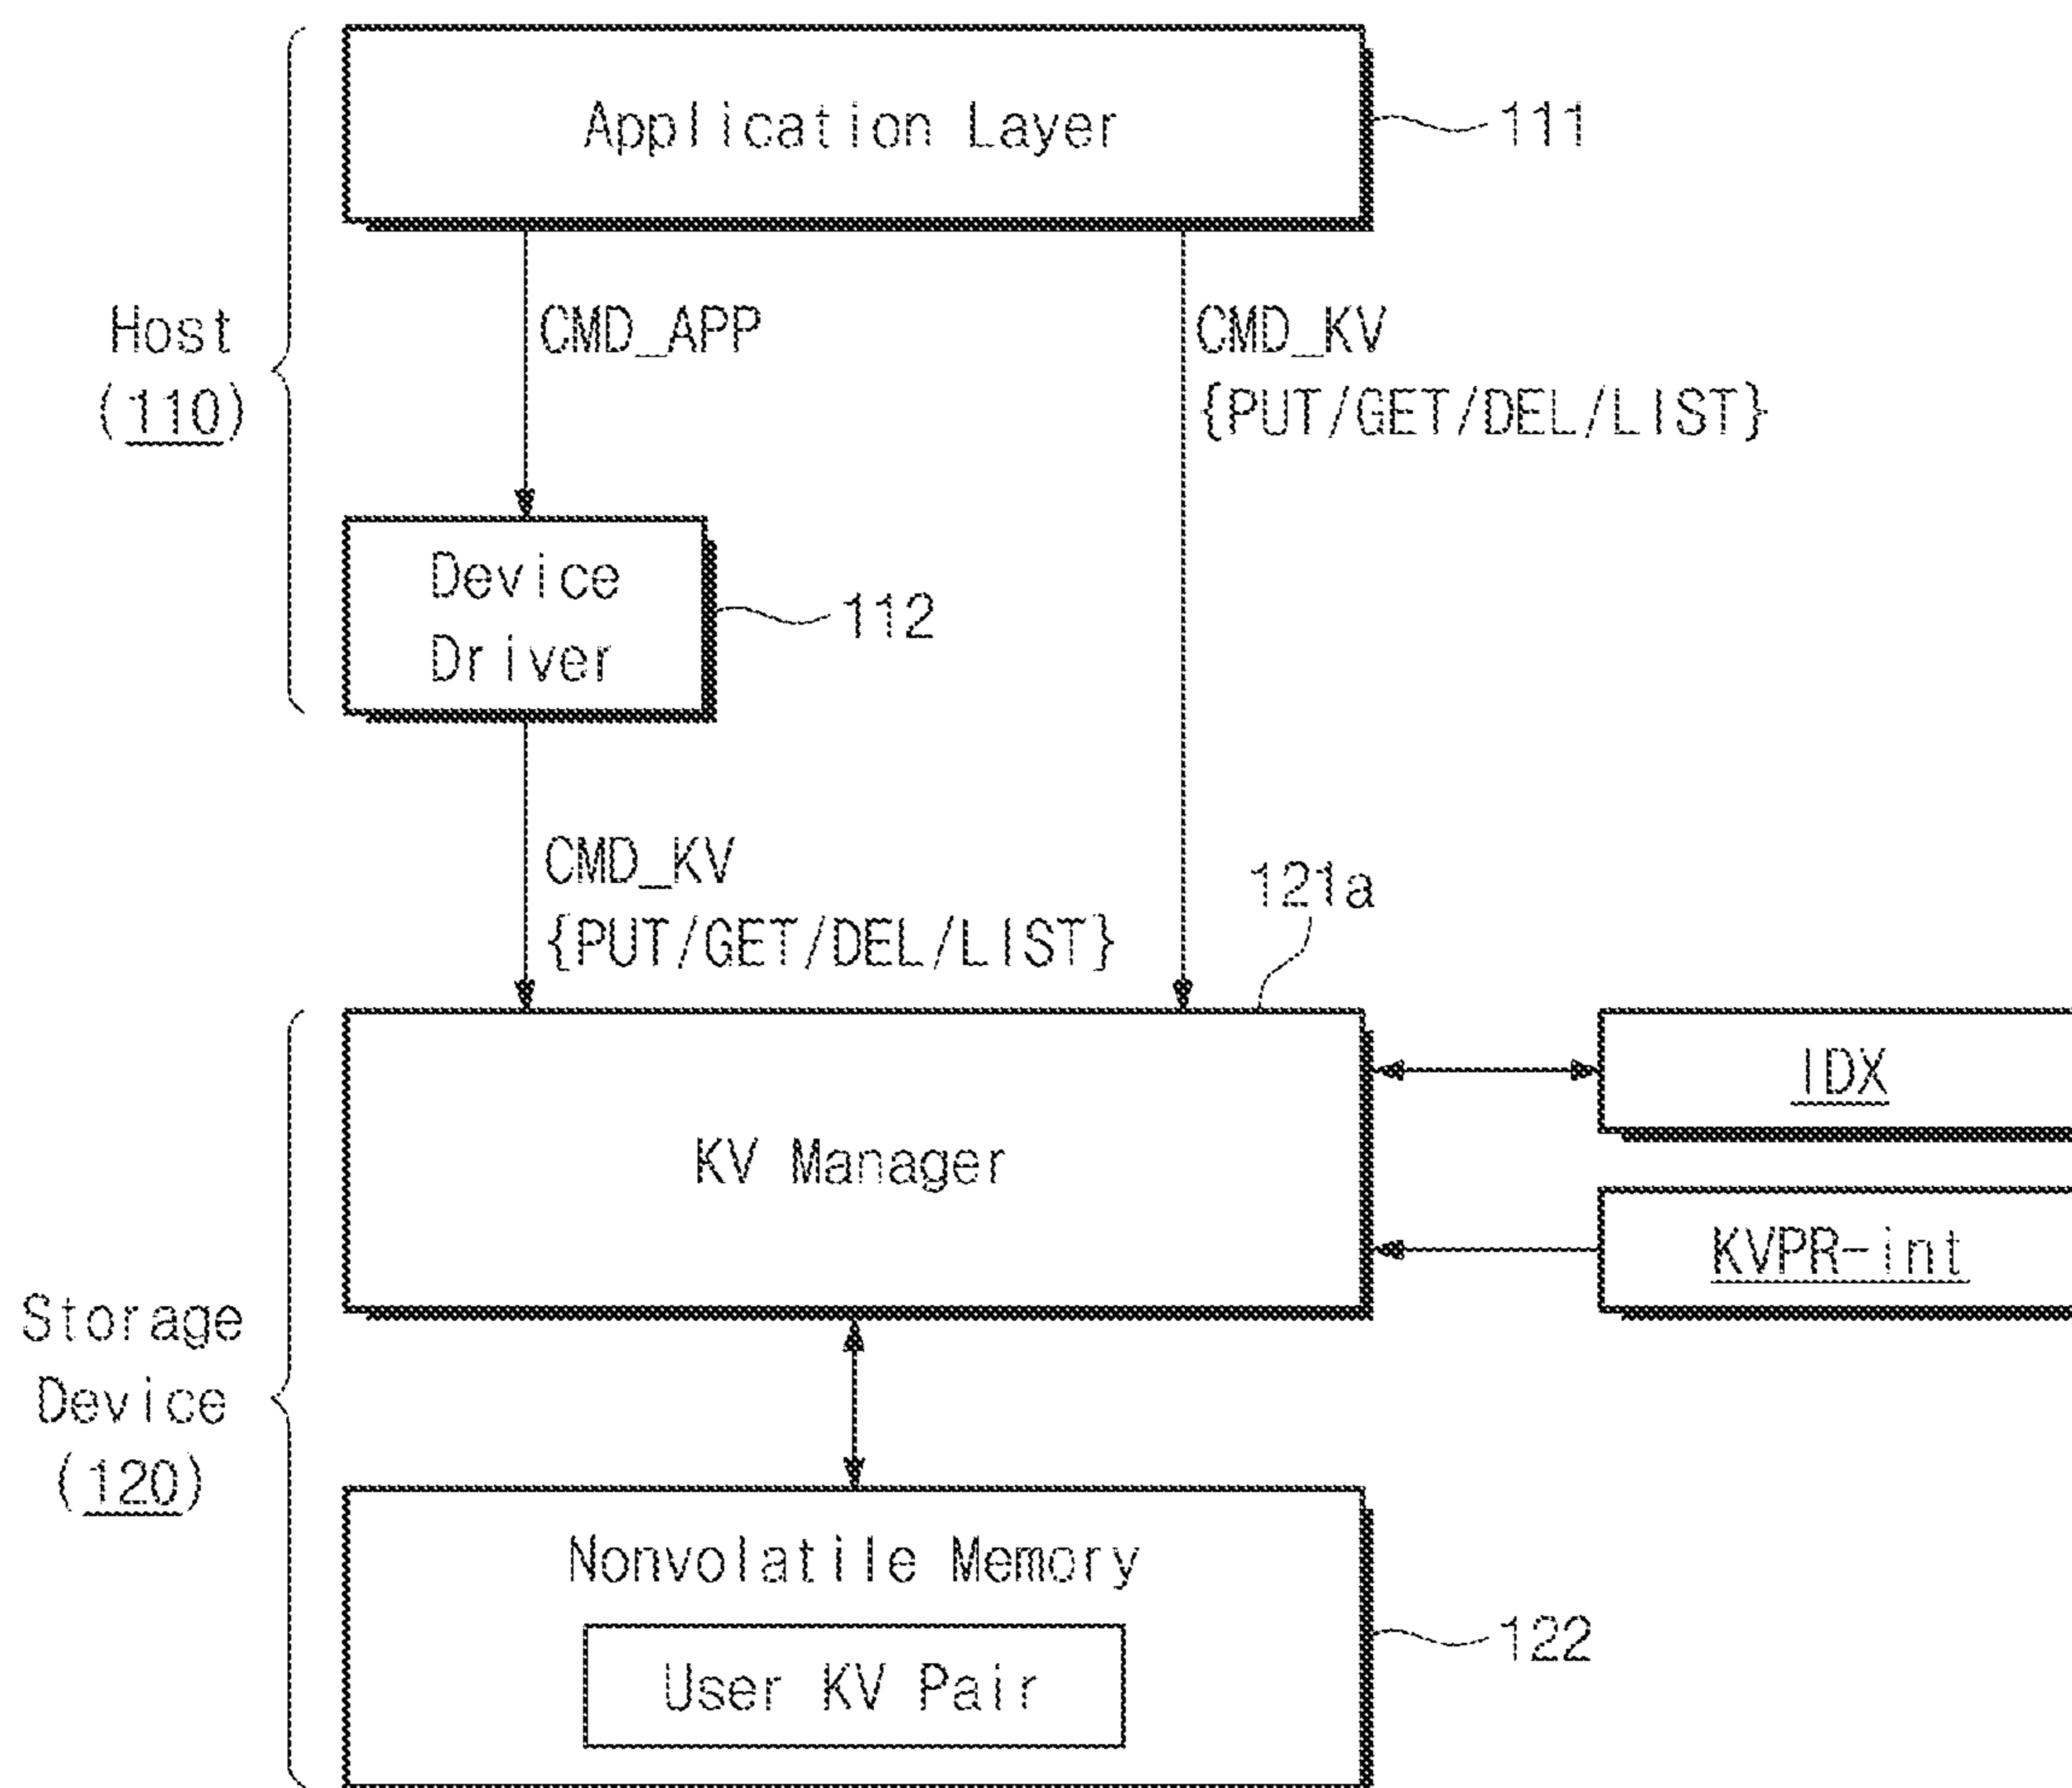 Application Layer
111
Host
(110)
CMD_APP
CMD_KV
{PUT/GET/DEL/LIST}
Device
Driver
112
CMD_KV
{PUT/GET/DEL/LIST}
121a
KV Manager
IDX
KVPR-int
Storage
Device
(120)
Nonvolatile Memory
User KV Pair
122